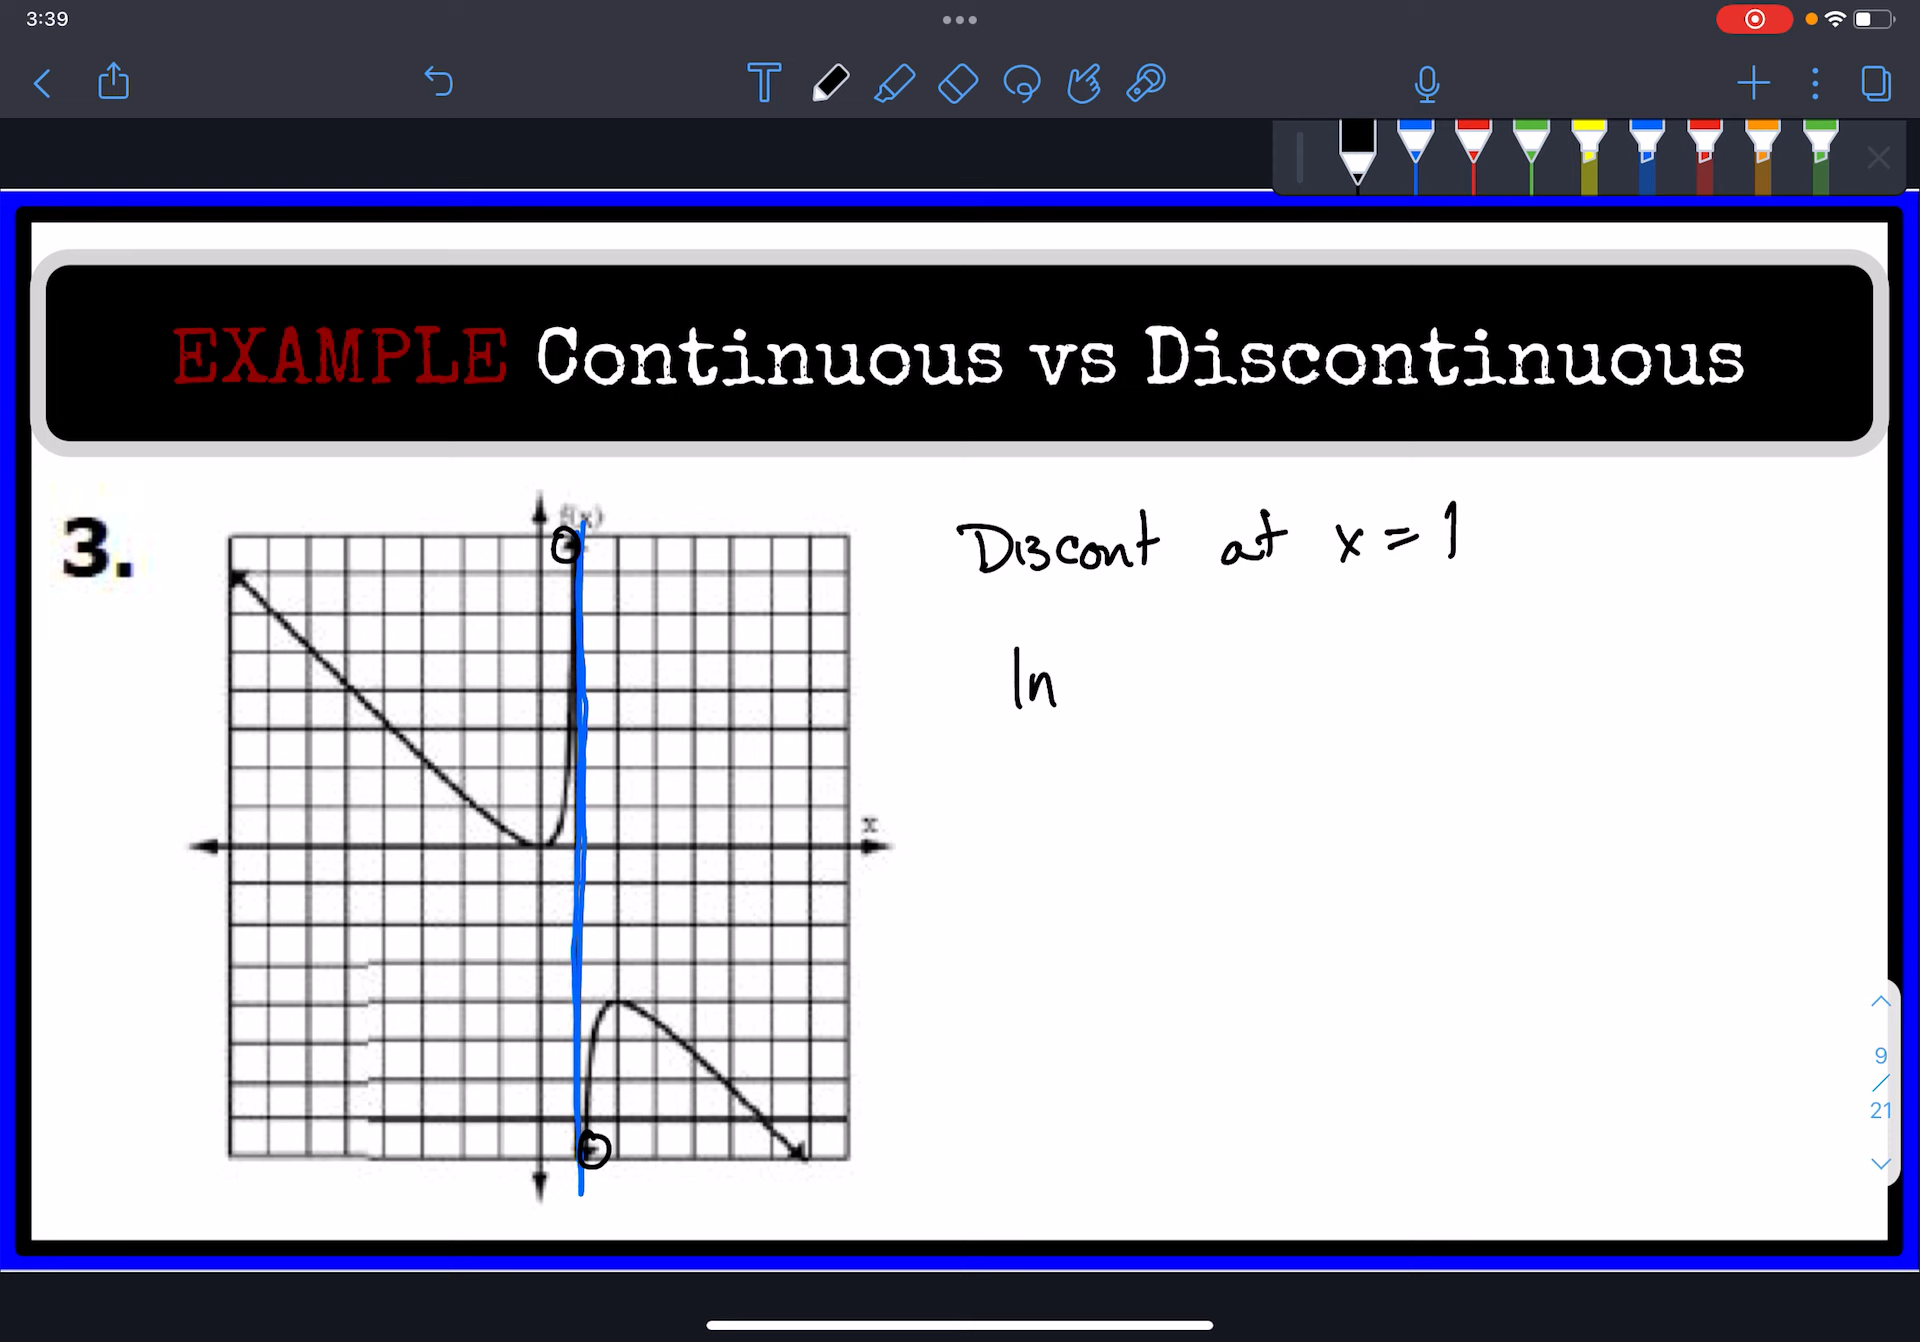 3:39
EXAMPLE Continuous vs Discontinuous
3.
f(x)
Discont at x = 1
In
x
9
/
21